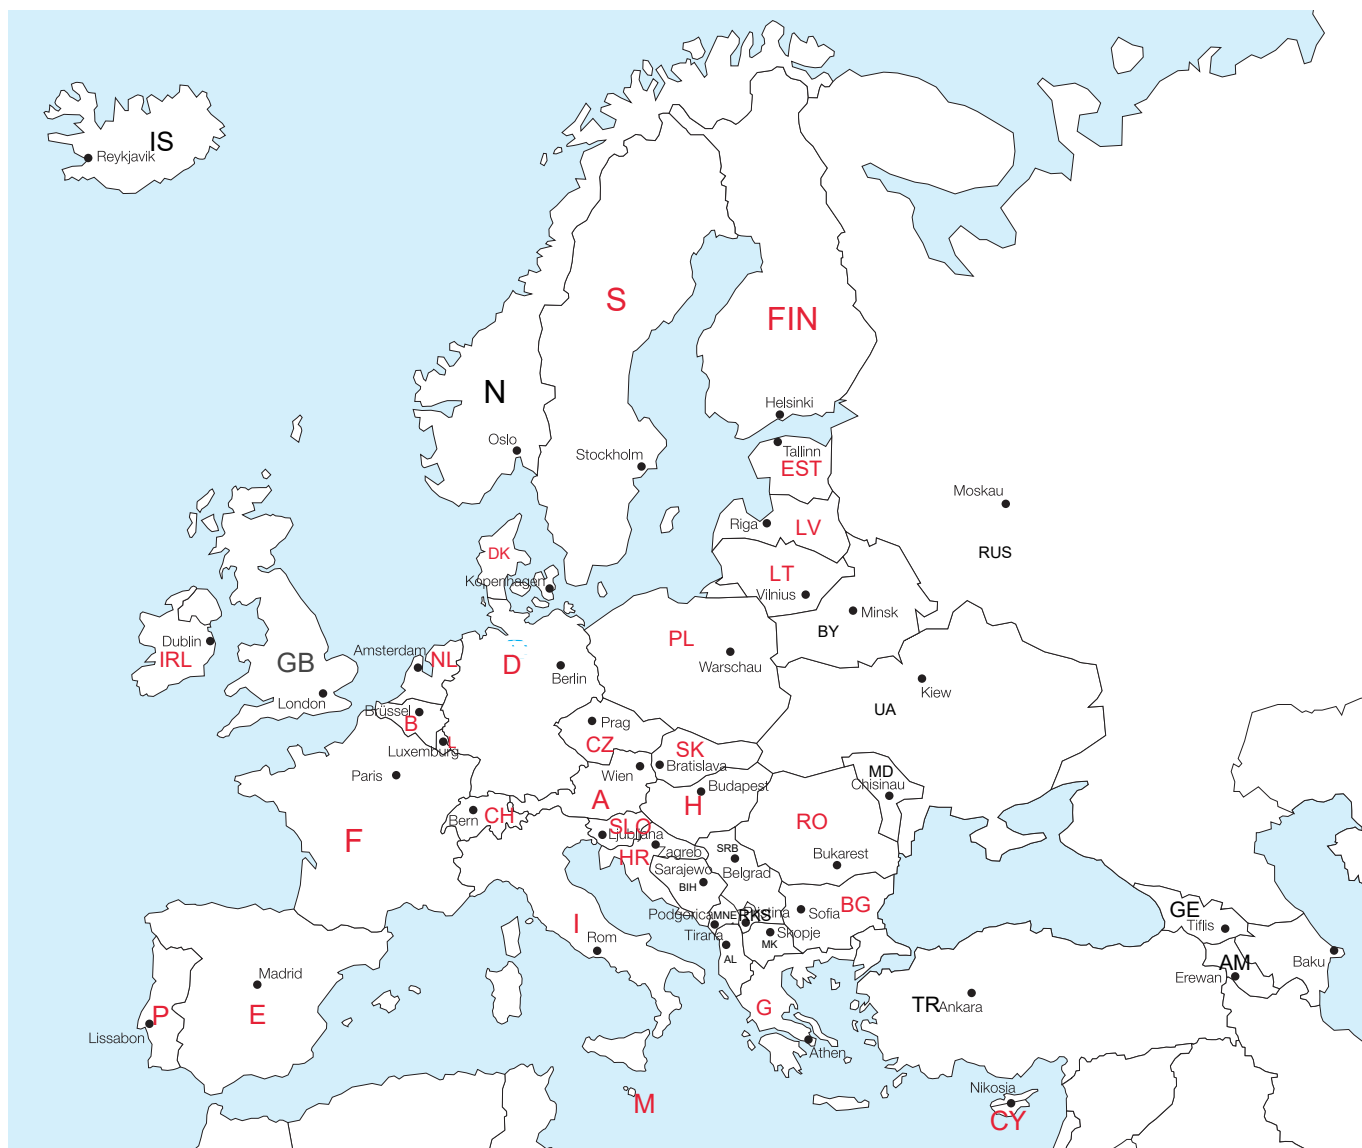 IS
Reykjavik
S
FIN
N
Helsinki
Oslo
Tallinn
Stockholm
EST
Moskau
Riga
LV
DK
RUS
LT
Kopenhagen
Vilnius
Minsk
BY
Dublin
PL
IRL
GB
Amsterdam
NL
D
Warschau
Berlin
Kiew
London
Brüssel
B
UA
Prag
CZ
SK
Luxemburg
L
Wien
Bratislava
MD
Paris
Chisinau
Budapest
A
H
Bern
CH
RO
SLO
Ljubljana
F
Zagreb
SRB
HR
Bukarest
Sarajewo
Belgrad
BIH
BG
GE
Podgorica
MNE
RKS
Pristina
Sofia
I
Tiflis
Tirana
Skopje
Rom
MK
AL
Baku
AM
Erewan
Madrid
TR
Ankara
P
E
G
Lissabon
Athen
Nikosia
M
CY